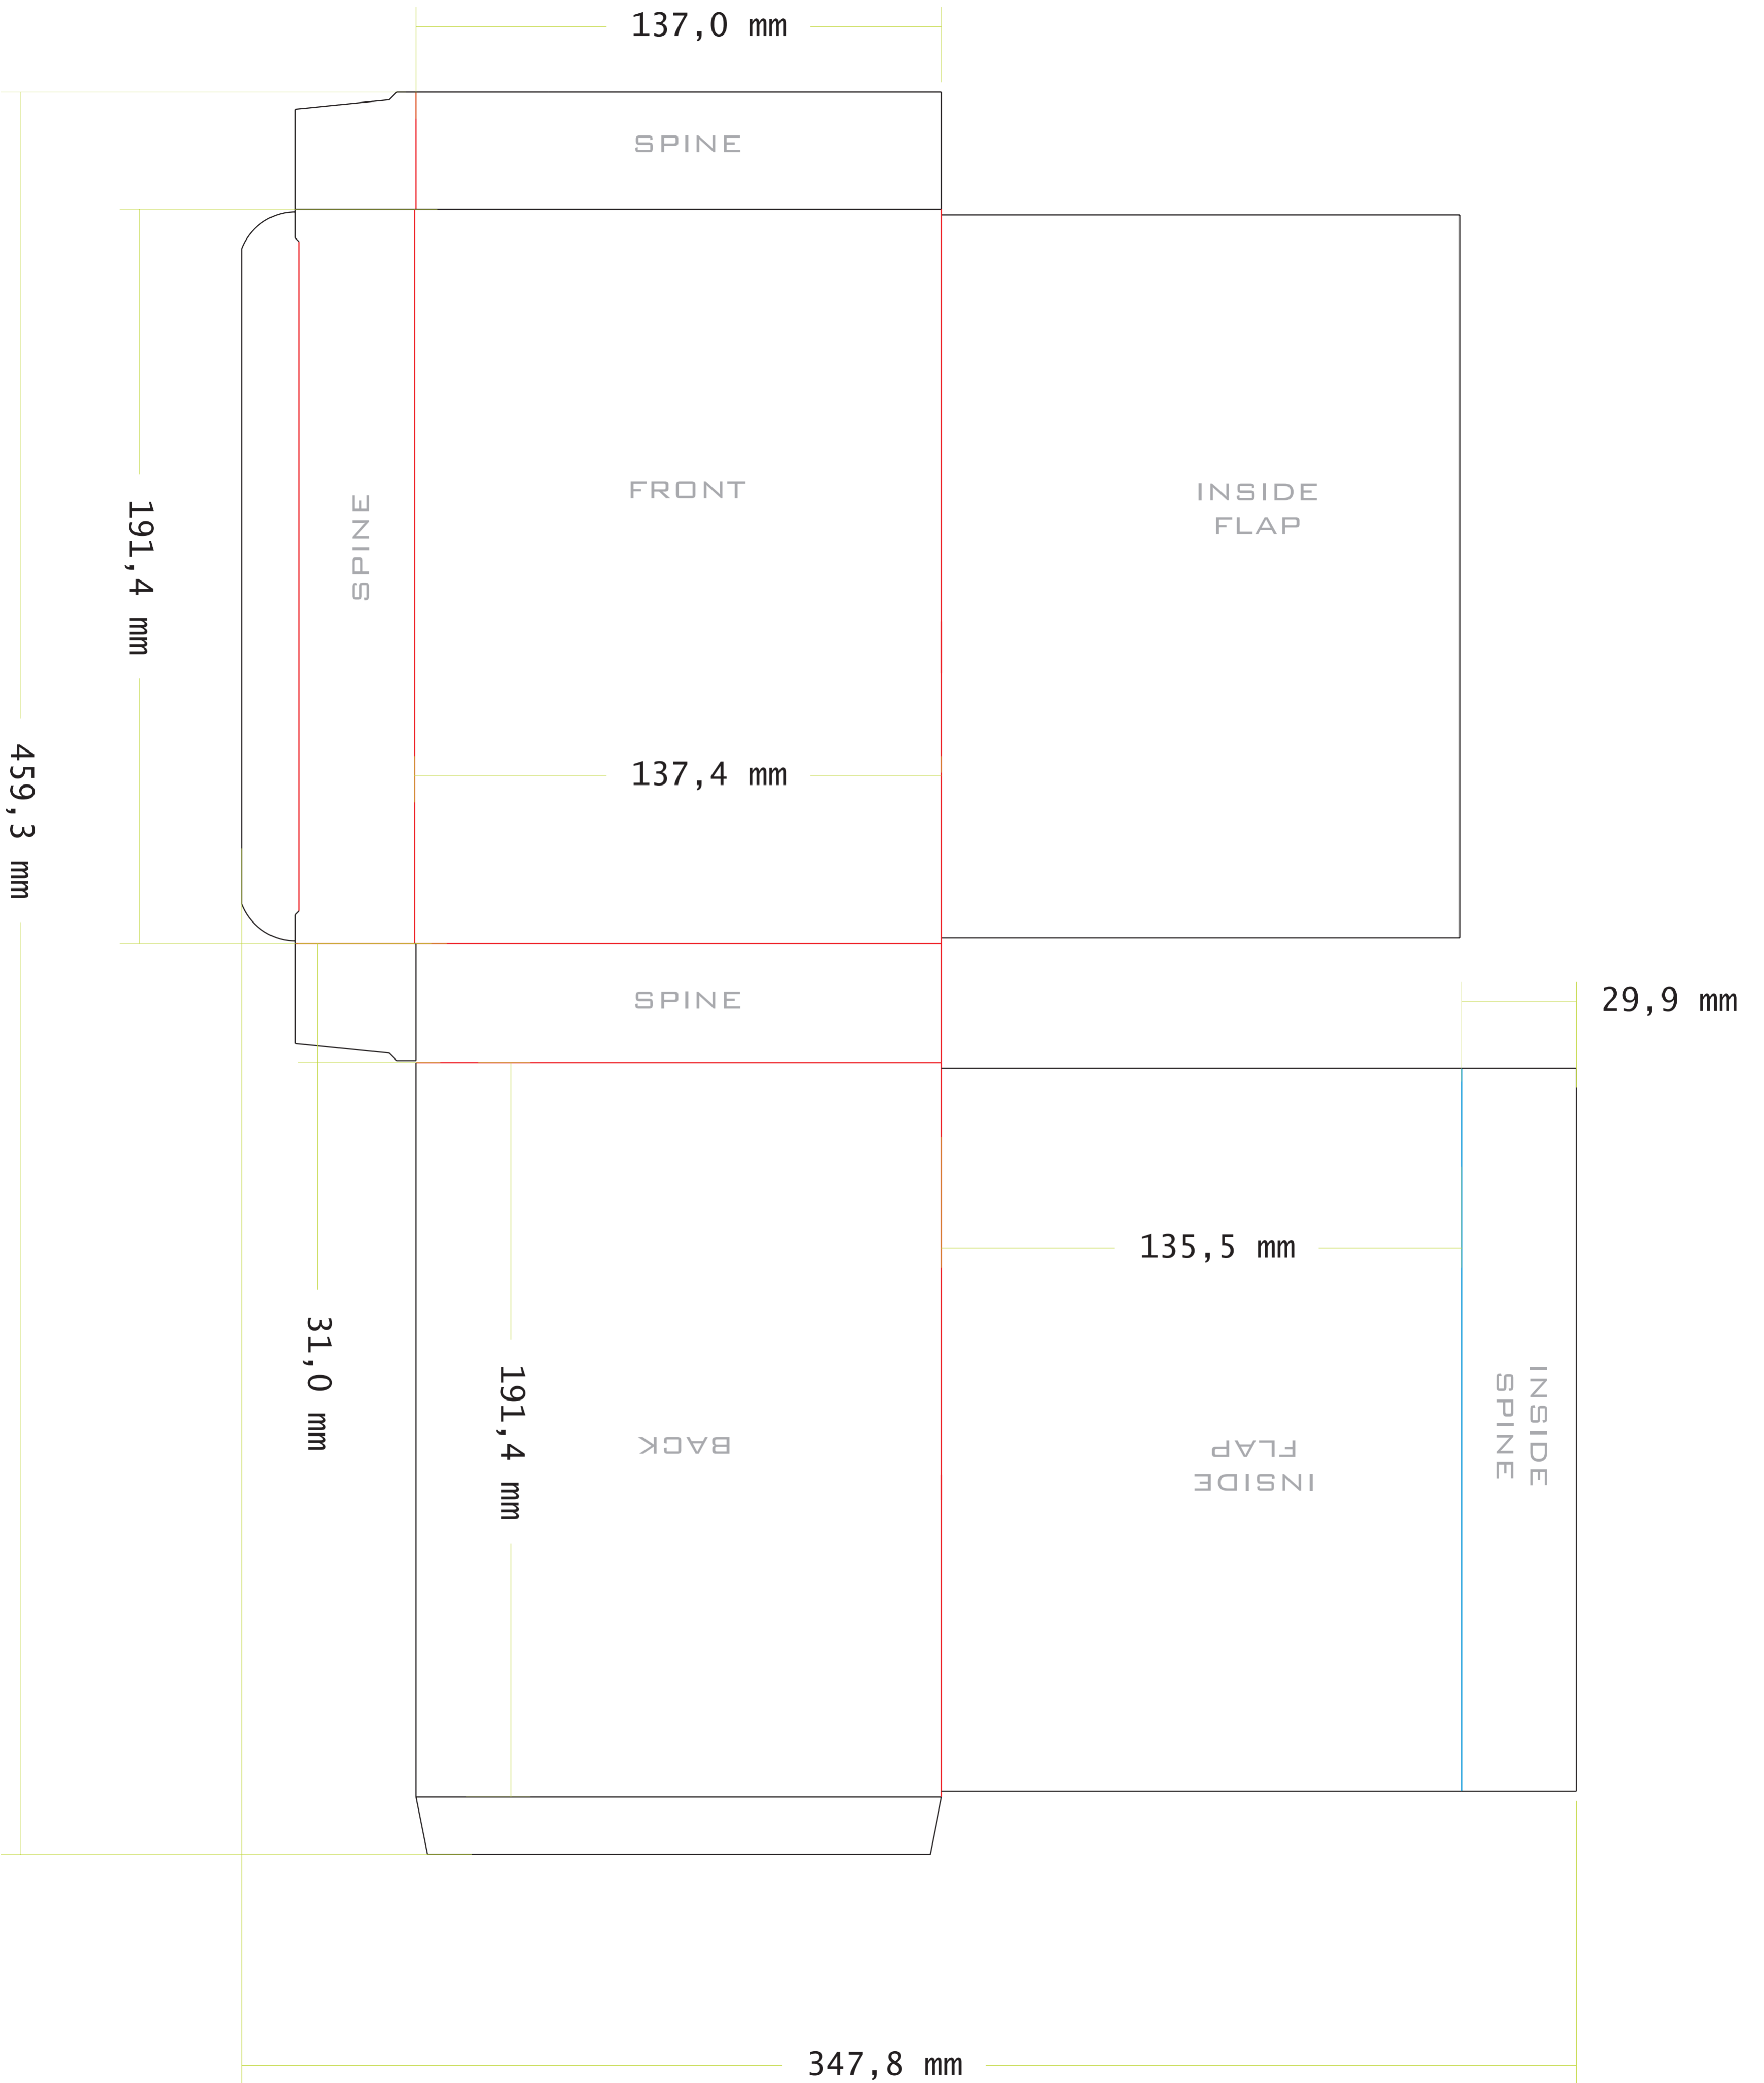 137,0 mm
SPINE
FRONT
INSIDE
FLAP
SPINE
191,4 mm
137,4 mm
459,3 mm
SPINE
29,9 mm
135,5 mm
31,0 mm
191,4 mm
BACK
INSIDE
FLAP
INSIDE
SPINE
347,8 mm